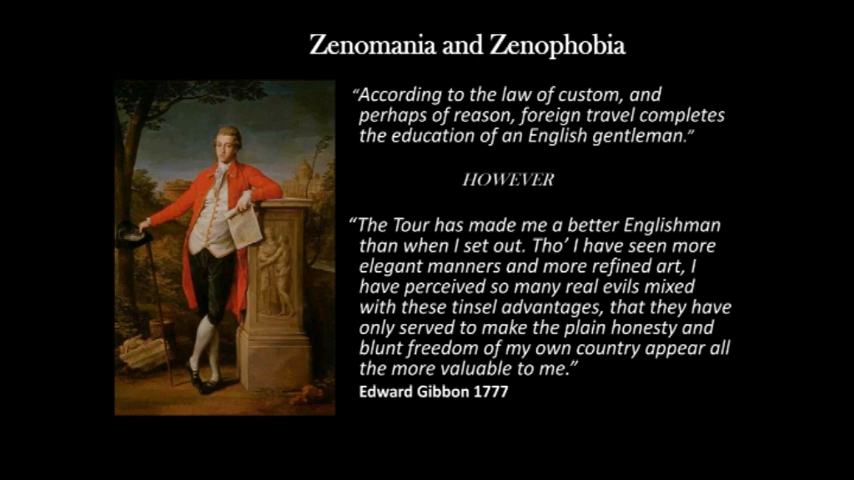 Zenomania and Zenophobia
“According to the law of custom, and
perhaps of reason, foreign travel completes
the education of an English gentleman.”
HOWEVER
“The Tour has made me a better Englishman
than when I set out. Tho’ I have seen more
elegant manners and more refined art, I
have perceived so many real evils mixed
with these tinsel advantages, that they have
only served to make the plain honesty and
blunt freedom of my own country appear all
the more valuable to me.”
Edward Gibbon 1777